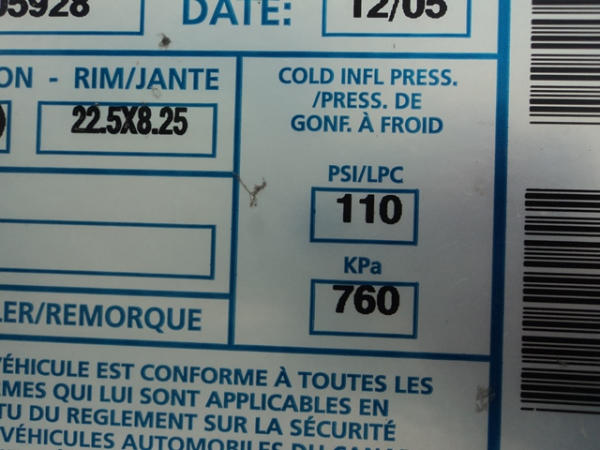 05928 DATE: 12/05
ON - RIM/JANTE
22.5X8.25
COLD INFL PRESS.
/PRESS. DE
GONF. À FROID
PSI/LPC
110
KPa
760
LER/REMORQUE
VÉHICULE EST CONFORME À TOUTES LES
MES QUI LUI SONT APPLICABLES EN
TU DU REGLEMENT SUR LA SÉCURITÉ
VÉHICULES AUTOMOBILES DU CANA